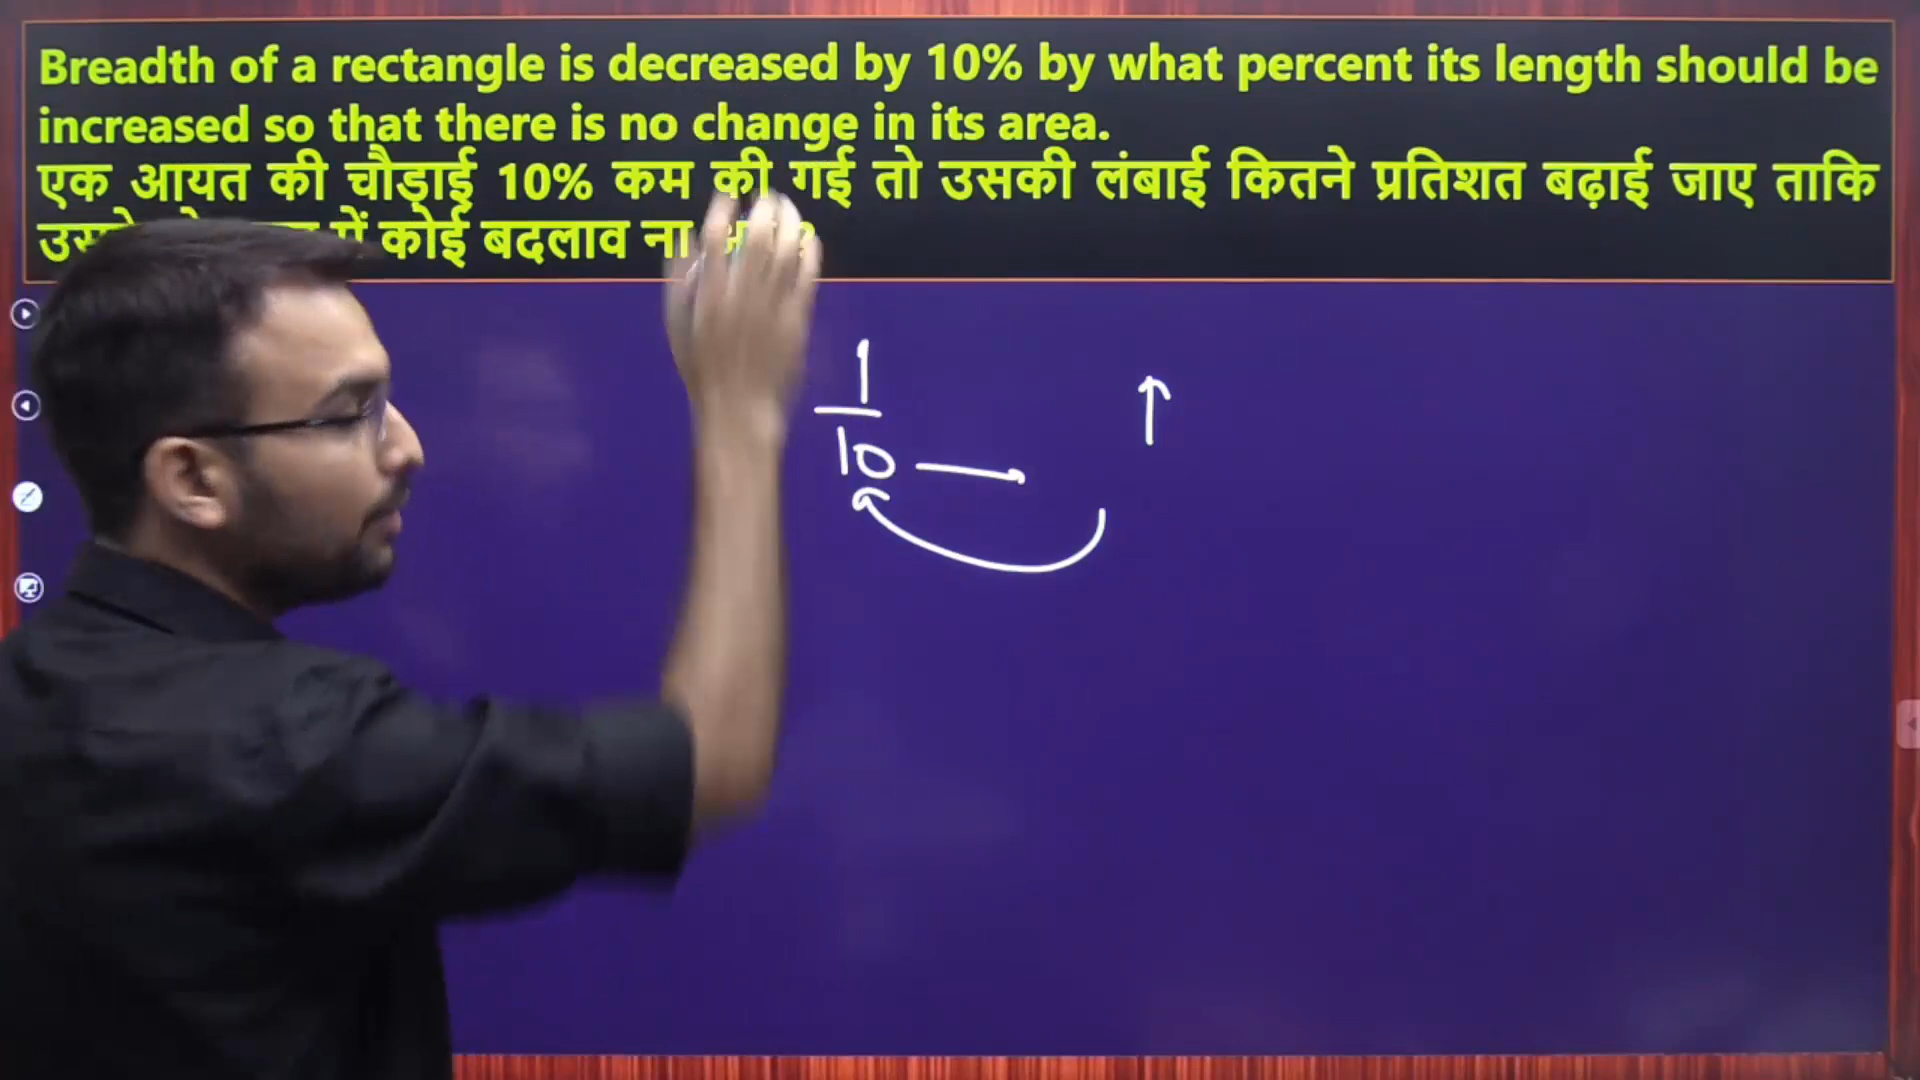 Breadth of a rectangle is decreased by 10% by what percent its length should be
increased so that there is no change in its area.
एक आयत की चौड़ाई 10% कम की गई तो उसकी लंबाई कितने प्रतिशत बढ़ाई जाए ताकि
में कोई बदलाव ना
1
10